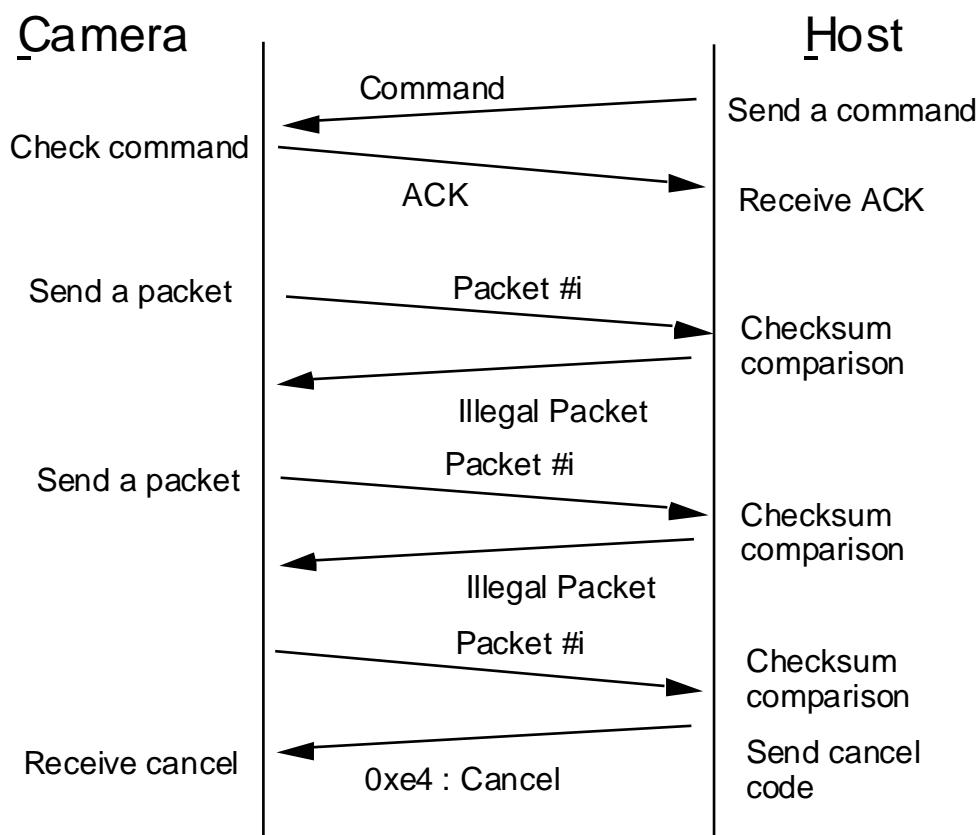 Camera
Host
Command
Send a command
Check command
ACK
Receive ACK
Send a packet
Packet #i
Checksum
comparison
Illegal Packet
Send a packet
Packet #i
Checksum
comparison
Illegal Packet
Packet #i
Checksum
comparison
Receive cancel
0xe4 : Cancel
Send cancel
code